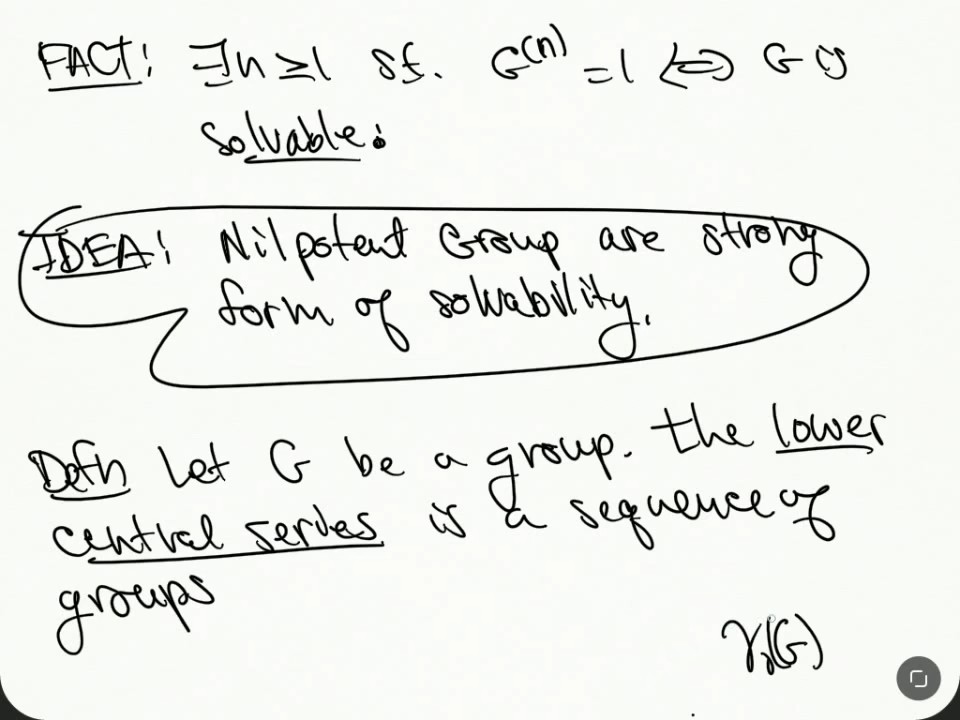 FACT: ∃n ≥ 1 st. G^(n) = 1 ⟺ G is
solvable.
IDEA: Nilpotent Group are strong
form of solvability.
Defn Let G be a group. The lower
central series is a sequence of
groups
γ(G)